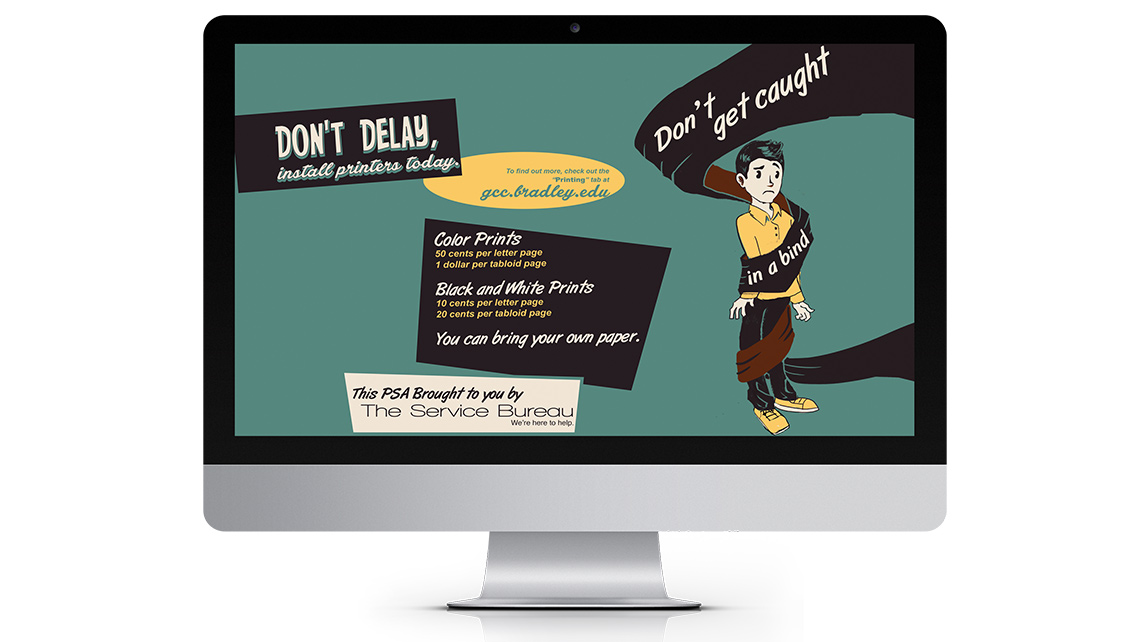 DON'T DELAY,
install printers today.
To find out more, check out the
"Printing" tab at
gcc.bradley.edu
Color Prints
50 cents per letter page
1 dollar per tabloid page
Black and White Prints
10 cents per letter page
20 cents per tabloid page
You can bring your own paper.
This PSA Brought to you by
The Service Bureau
We're here to help.
Don't get caught
in a bind